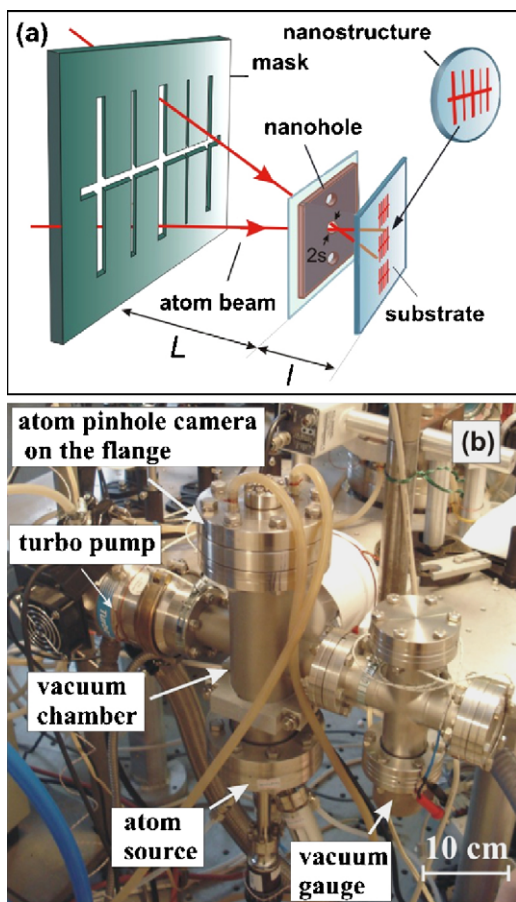 (a)
nanostructure
mask
nanohole
2s
atom beam
substrate
L
l
atom pinhole camera
on the flange
(b)
turbo pump
vacuum
chamber
atom
source
vacuum
gauge
10 cm